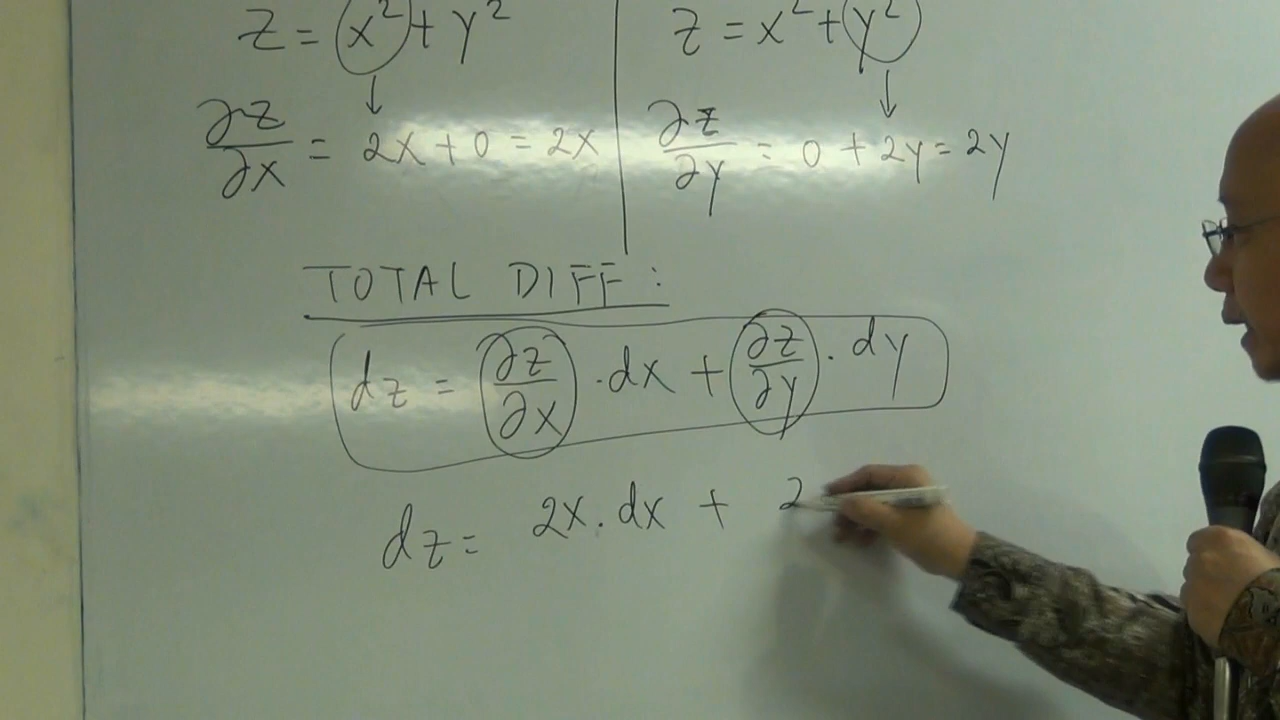 z = x² + y²
z = x² + y²
∂z/∂x = 2x + 0 = 2x
∂z/∂y = 0 + 2y = 2y
TOTAL DIFF :
dz = ∂z/∂x · dx + ∂z/∂y · dy
dz = 2x · dx + 2